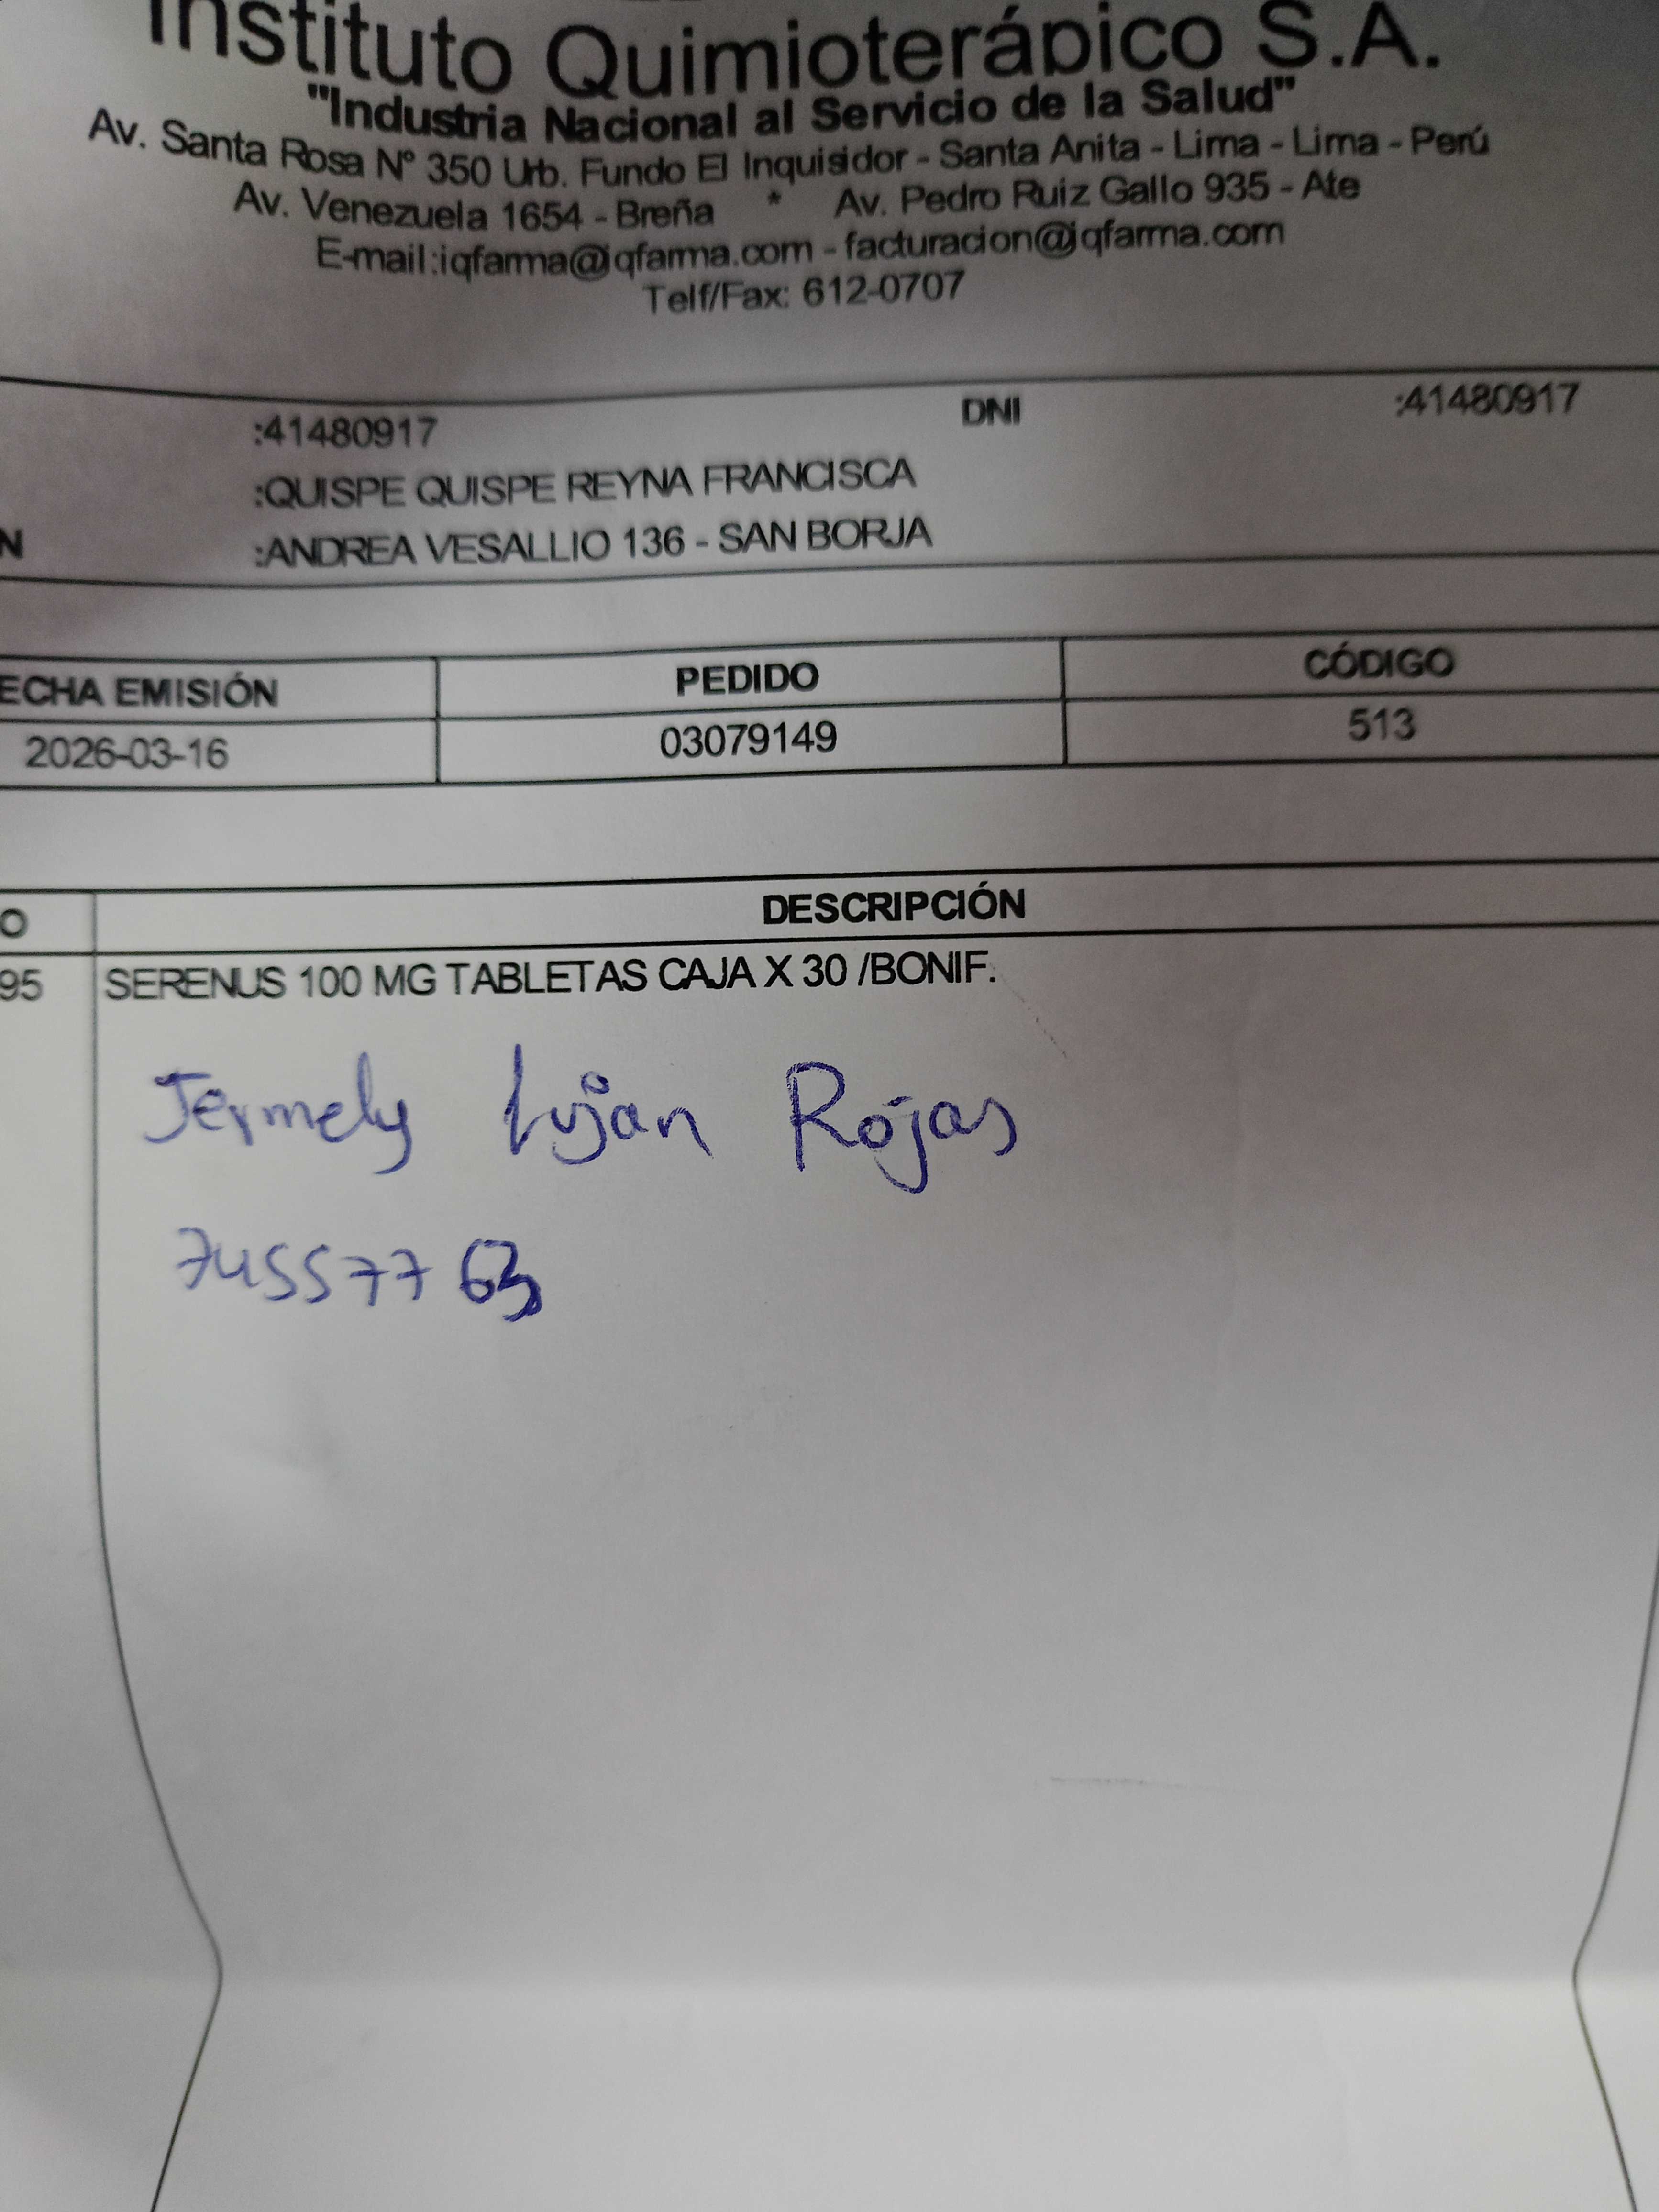 Instituto Quimioterápico S.A.
"Industria Nacional al Servicio de la Salud"
Av. Santa Rosa Nº 350 Urb. Fundo El Inquisidor - Santa Anita - Lima - Lima - Perú
Av. Venezuela 1654 - Breña * Av. Pedro Ruiz Gallo 935 - Ate
E-mail:iqfarma@iqfarma.com - facturacion@iqfarma.com
Telf/Fax: 612-0707
:41480917 DNI :41480917
:QUISPE QUISPE REYNA FRANCISCA
N :ANDREA VESALLIO 136 - SAN BORJA
ECHA EMISIÓN PEDIDO CÓDIGO
2026-03-16 03079149 513
O DESCRIPCIÓN
95 SERENUS 100 MG TABLETAS CAJA X 30 /BONIF.
Jermely Lujan Rojas
74557763